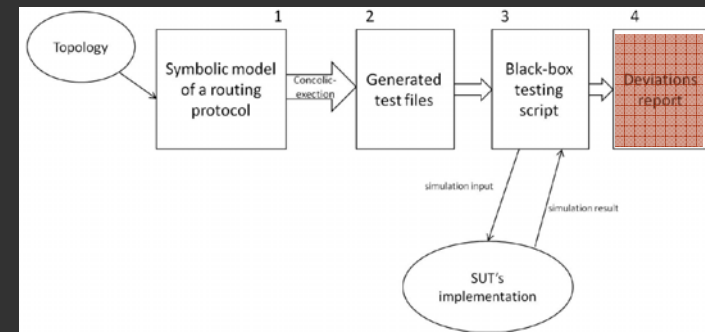 1 2 3 4
Topology
Symbolic model
of a routing
protocol
Concolic-
exection
Generated
test files
Black-box
testing
script
Deviations
report
simulation input
simulation result
SUT's
implementation